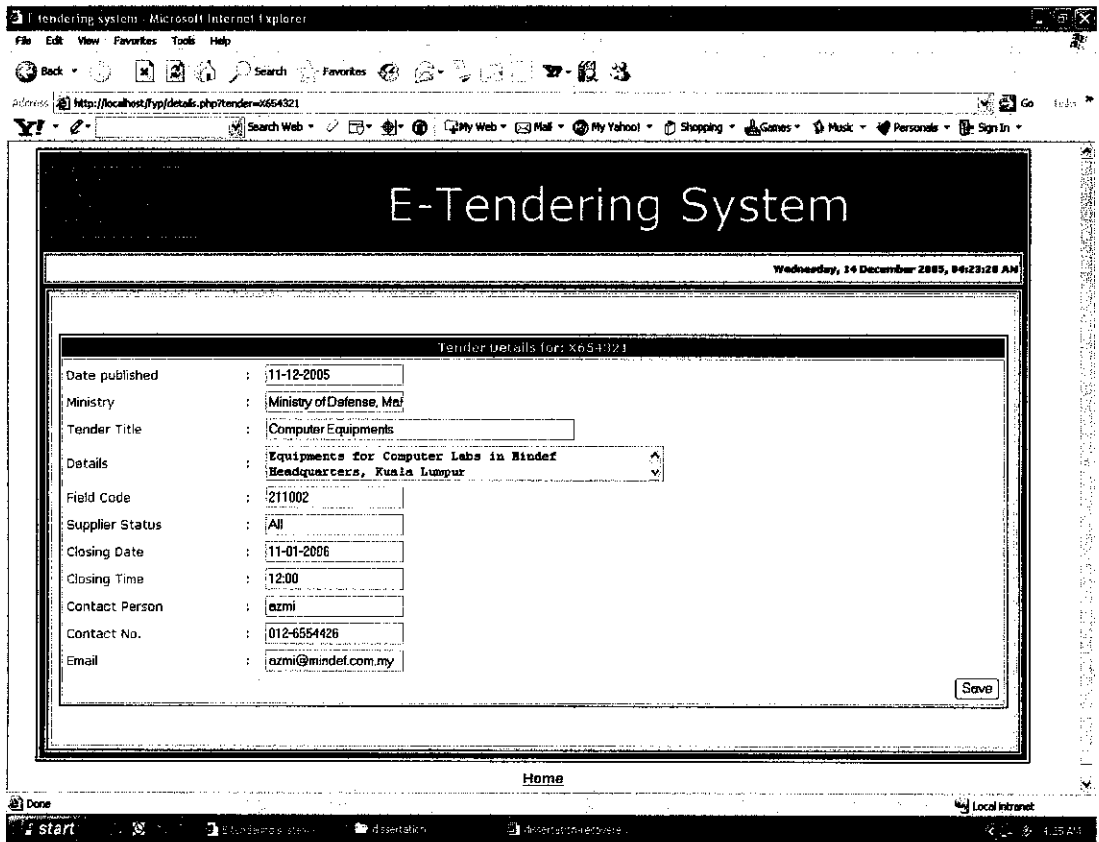 E-tendering system - Microsoft Internet Explorer
File Edit View Favorites Tools Help
Back Search Favorites
Address http://localhost/fyp/details.php?tender=X654321 Go Links
Y! Search Web My Web Mail My Yahoo! Shopping Games Music Personals Sign In
E-Tendering System
Wednesday, 14 December 2005, 04:23:20 AM
Tender Details for: X654321
Date published : 11-12-2005
Ministry : Ministry of Defense, Mal
Tender Title : Computer Equipments
Details : Equipments for Computer Labs in Mindef
Headquarters, Kuala Lumpur
Field Code : 211002
Supplier Status : All
Closing Date : 11-01-2006
Closing Time : 12:00
Contact Person : azmi
Contact No. : 012-6554426
Email : azmi@mindef.com.my
Save
Home
Done Local intranet
start dissertation